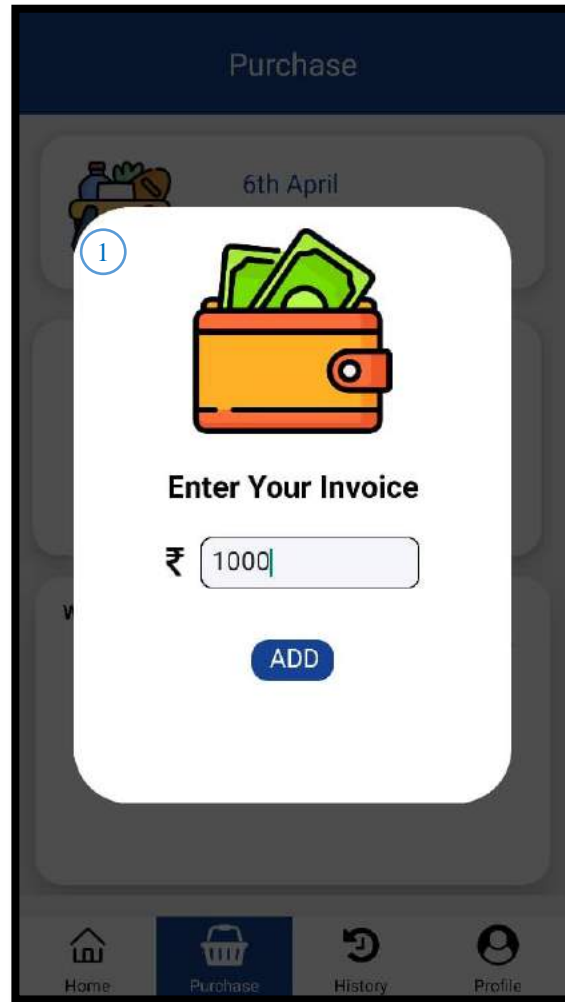 Purchase
6th April
1
Enter Your Invoice
₹ 1000
ADD
Home Purchase History Profile